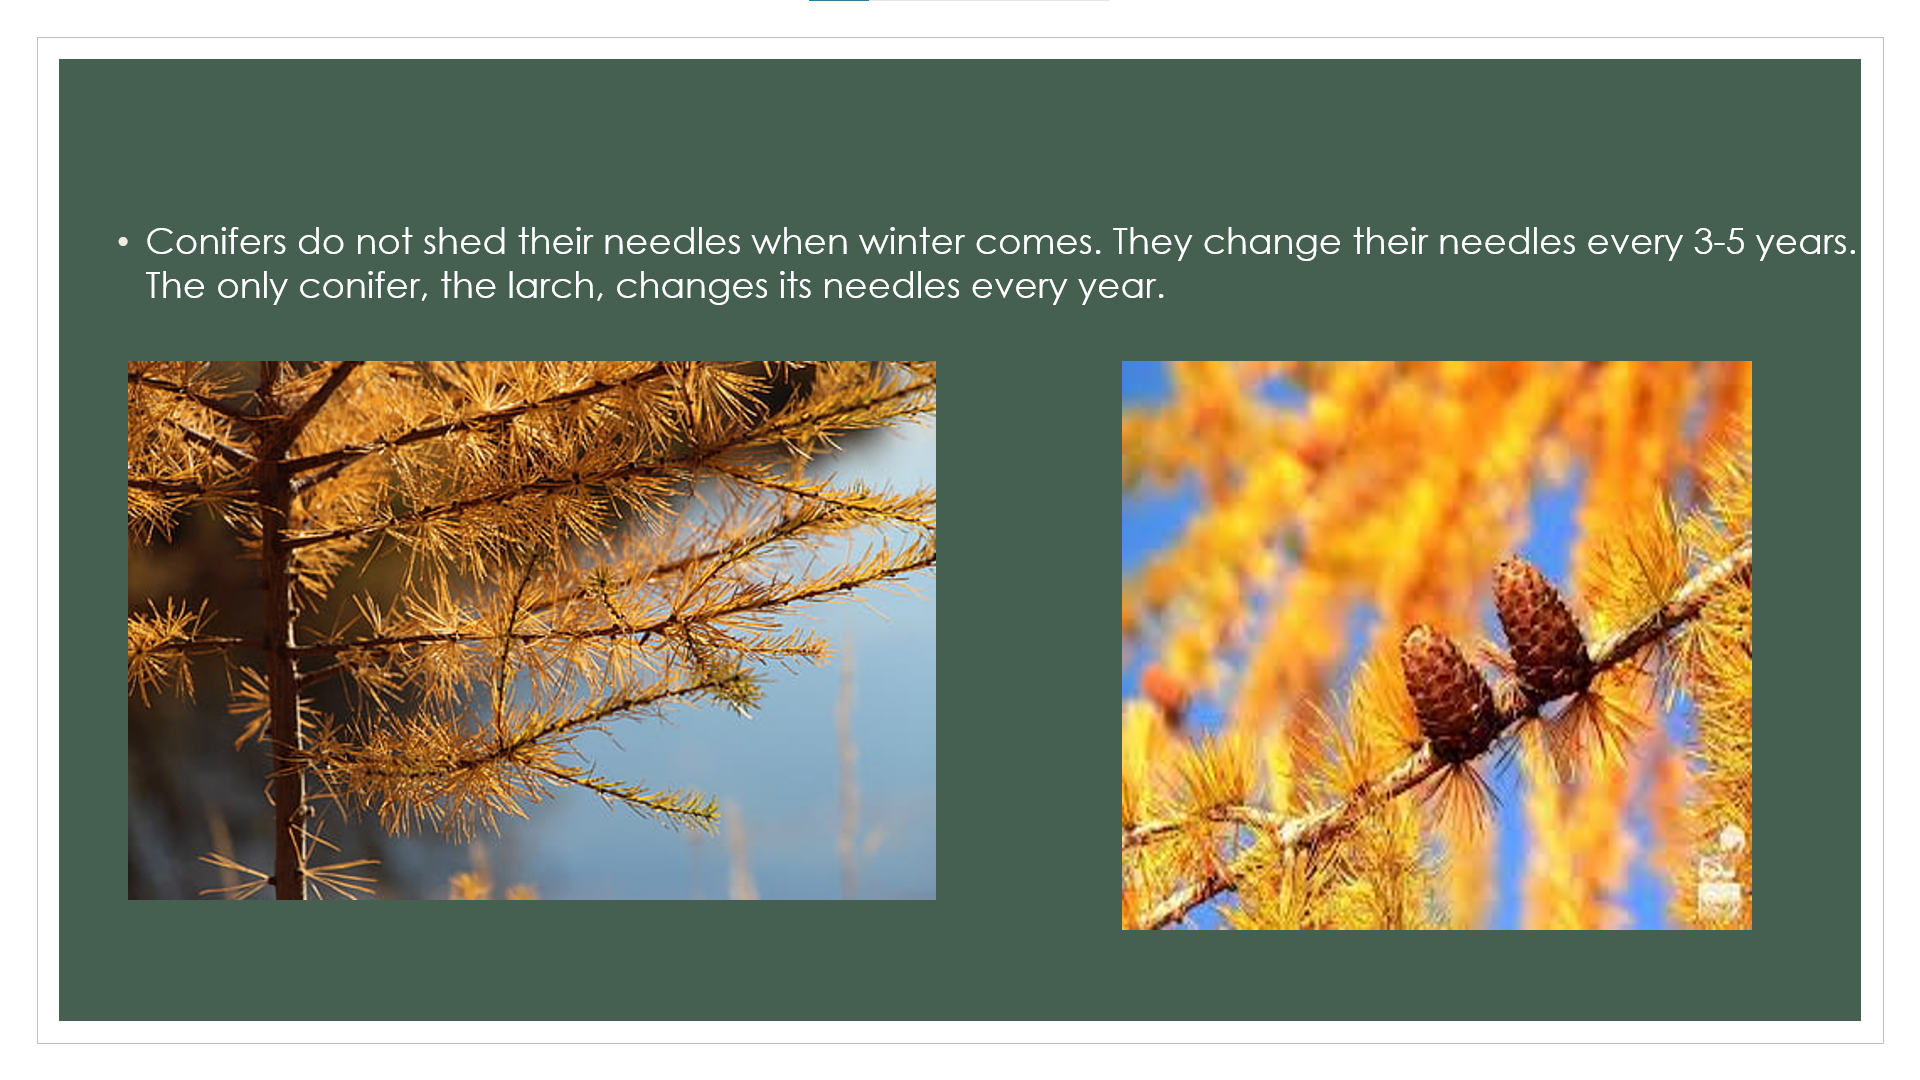 • Conifers do not shed their needles when winter comes. They change their needles every 3-5 years.
The only conifer, the larch, changes its needles every year.